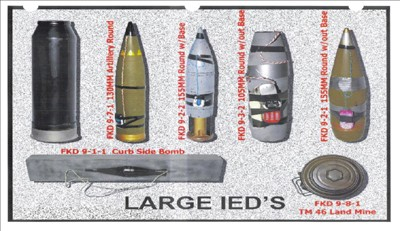 FKD 9-7-1 130MM Artillery Round
FKD 9-2-2 155MM Round w/Base
FKD 9-3-2 105MM Round w/out Base
FKD 9-2-1 155MM Round w/out Base
FKD 9-1-1 Curb Side Bomb
LARGE IED'S
FKD 9-8-1
TM 46 Land Mine